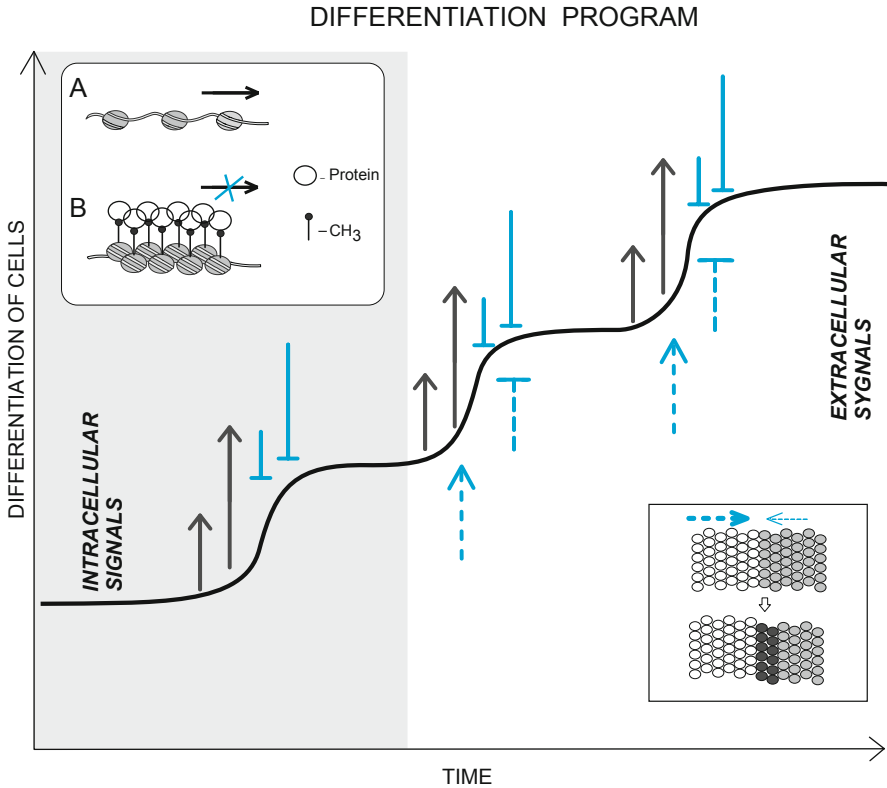 DIFFERENTIATION PROGRAM
A
B
- Protein
– CH3
DIFFERENTIATION OF CELLS
INTRACELLULAR
SIGNALS
EXTRACELLULAR
SYGNALS
TIME